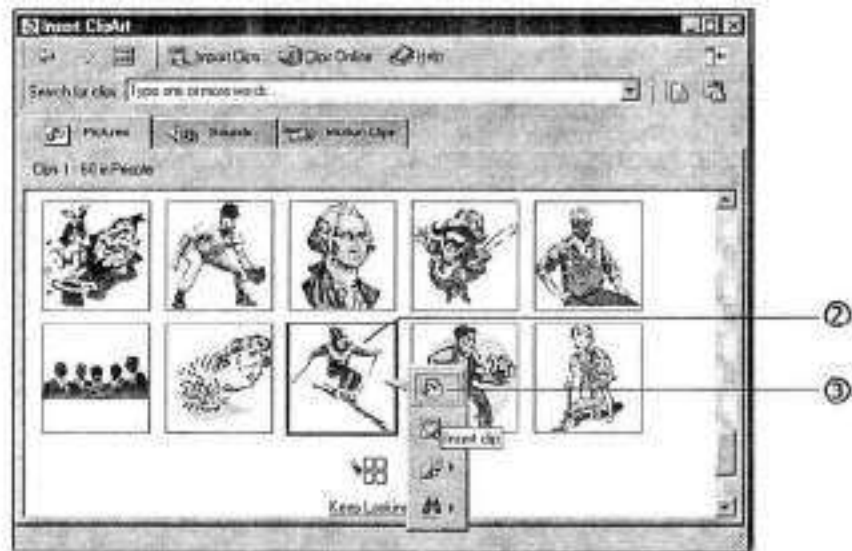 Insert ClipArt
Import Clips Clips Online Help
Search for clips: Type one or more words...
Pictures Sounds Motion Clips
Clips 1 - 60 in People
②
③
Insert clip
Keep Looking